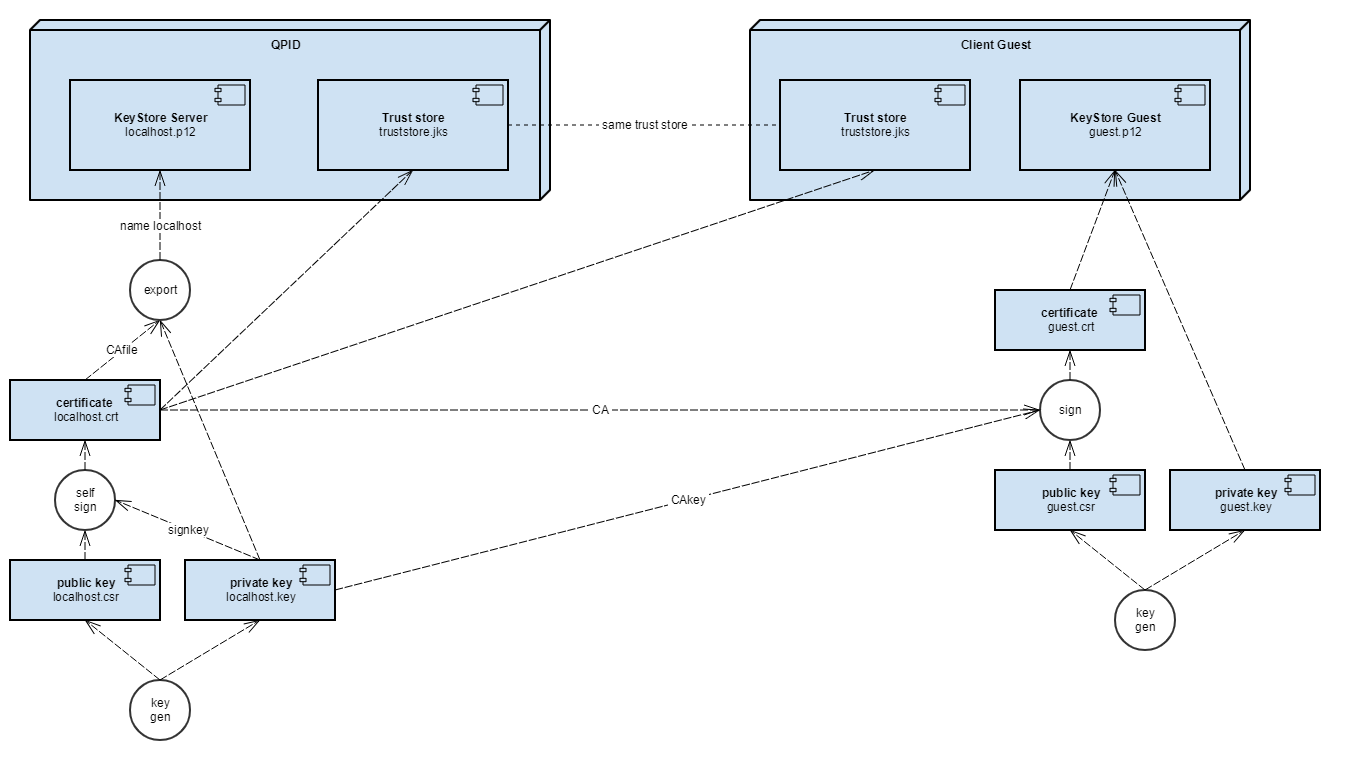 QPID
Client Guest
KeyStore Server
localhost.p12
Trust store
truststore.jks
same trust store
Trust store
truststore.jks
KeyStore Guest
guest.p12
name localhost
export
CAfile
certificate
guest.crt
certificate
localhost.crt
CA
sign
self
sign
signkey
CAkey
public key
guest.csr
private key
guest.key
public key
localhost.csr
private key
localhost.key
key
gen
key
gen